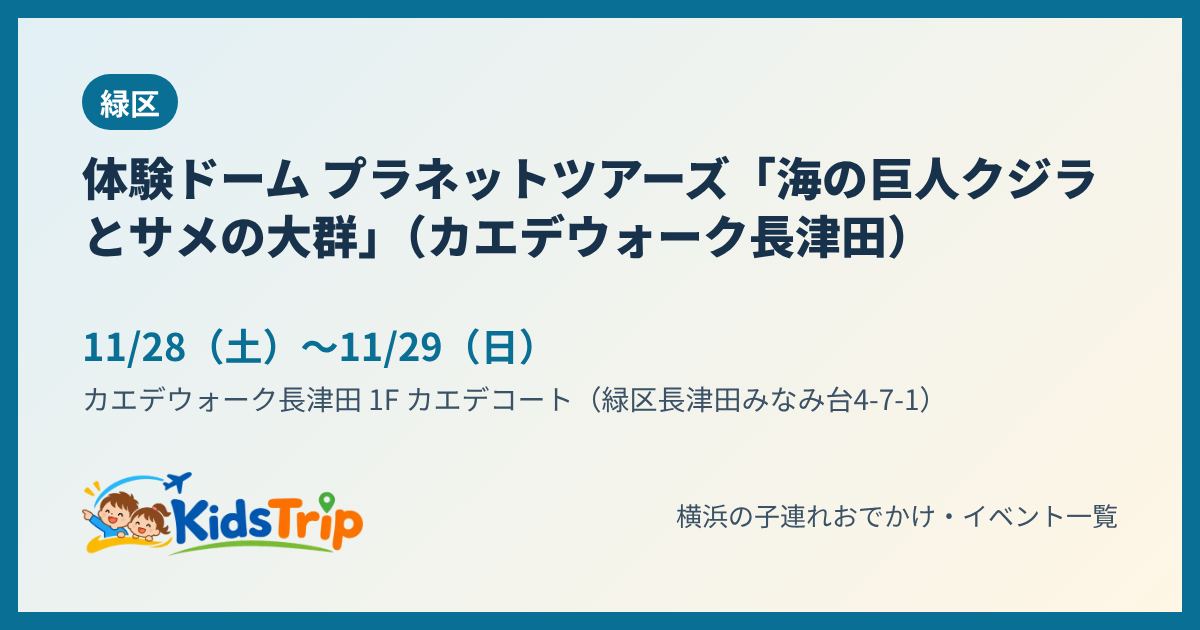 緑区
体験ドーム プラネットツアーズ「海の巨人クジラ
とサメの大群」（カエデウォーク長津田）
11/28（土）〜11/29（日）
カエデウォーク長津田 1F カエデコート（緑区長津田みなみ台4-7-1）
KidsTrip
横浜の子連れおでかけ・イベント一覧